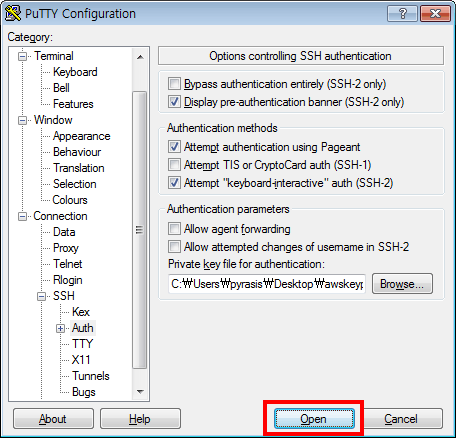 PuTTY Configuration
Category:
Terminal
Keyboard
Bell
Features
Window
Appearance
Behaviour
Translation
Selection
Colours
Connection
Data
Proxy
Telnet
Rlogin
SSH
Kex
Auth
TTY
X11
Tunnels
Bugs
Options controlling SSH authentication
Bypass authentication entirely (SSH-2 only)
Display pre-authentication banner (SSH-2 only)
Authentication methods
Attempt authentication using Pageant
Attempt TIS or CryptoCard auth (SSH-1)
Attempt "keyboard-interactive" auth (SSH-2)
Authentication parameters
Allow agent forwarding
Allow attempted changes of username in SSH-2
Private key file for authentication:
C:₩Users₩pyrasis₩Desktop₩awskeyp
Browse...
About
Help
Open
Cancel